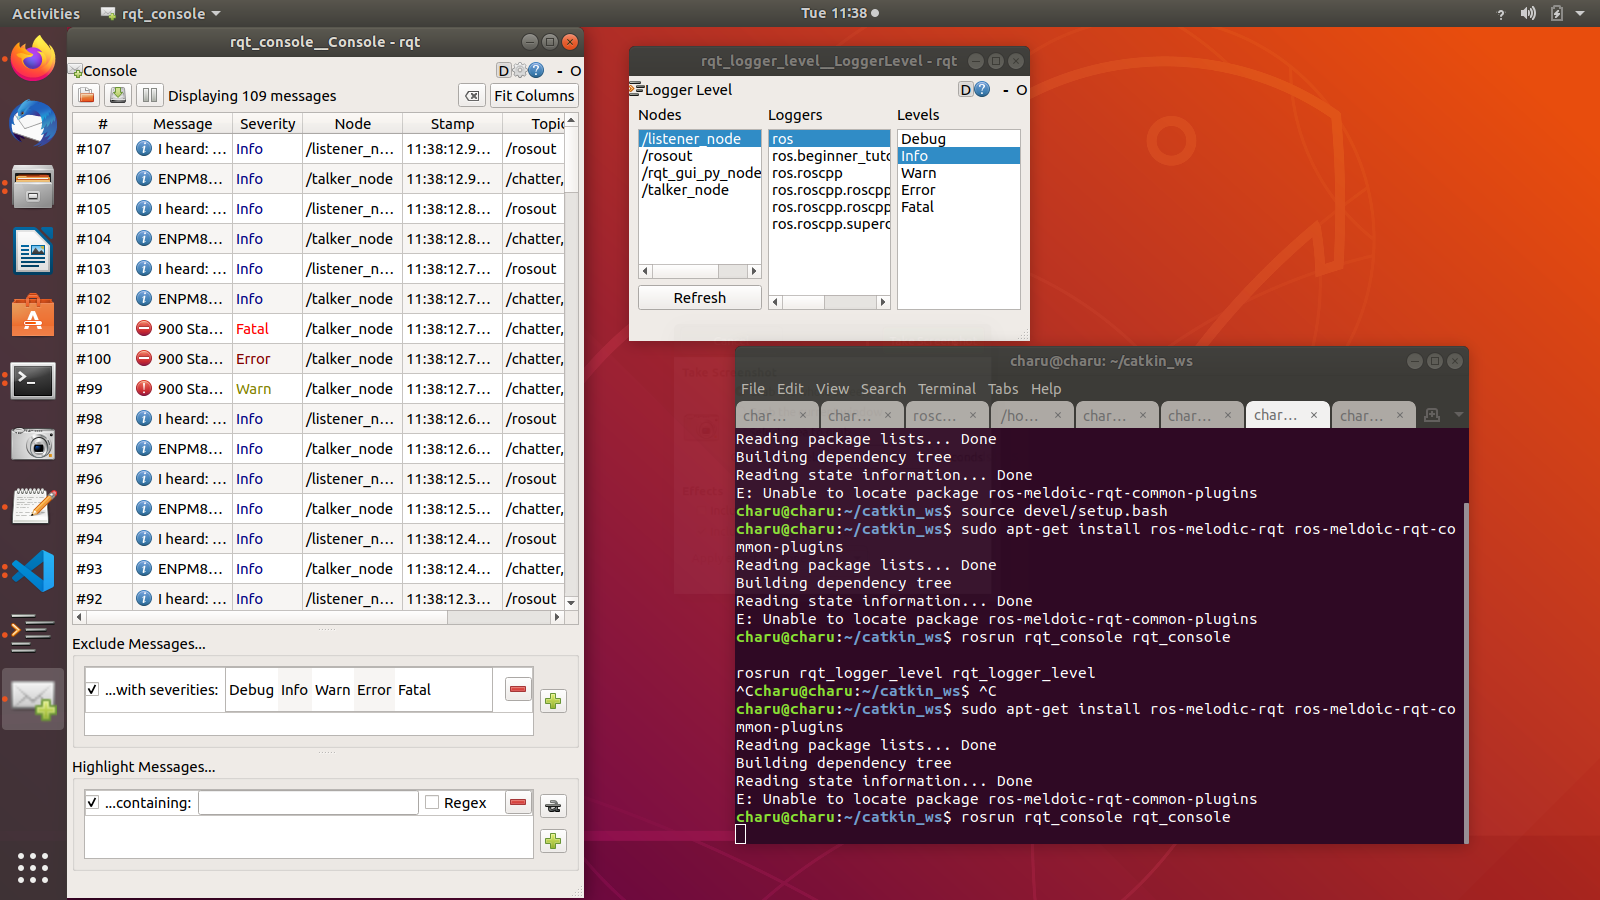 Activities
rqt_console
Tue 11:38
rqt_console__Console - rqt
Console
D
- O
Displaying 109 messages
Fit Columns
# Message Severity Node Stamp Topic
#107 I heard: ... Info /listener_n... 11:38:12.9... /rosout
#106 ENPM8... Info /talker_node 11:38:12.9... /chatter,
#105 I heard: ... Info /listener_n... 11:38:12.8... /rosout
#104 ENPM8... Info /talker_node 11:38:12.8... /chatter,
#103 I heard: ... Info /listener_n... 11:38:12.7... /rosout
#102 ENPM8... Info /talker_node 11:38:12.7... /chatter,
#101 900 Sta... Fatal /talker_node 11:38:12.7... /chatter,
#100 900 Sta... Error /talker_node 11:38:12.7... /chatter,
#99 900 Sta... Warn /talker_node 11:38:12.7... /chatter,
#98 I heard: ... Info /listener_n... 11:38:12.6... /rosout
#97 ENPM8... Info /talker_node 11:38:12.6... /chatter,
#96 I heard: ... Info /listener_n... 11:38:12.5... /rosout
#95 ENPM8... Info /talker_node 11:38:12.5... /chatter,
#94 I heard: ... Info /listener_n... 11:38:12.4... /rosout
#93 ENPM8... Info /talker_node 11:38:12.4... /chatter,
#92 I heard: ... Info /listener_n... 11:38:12.3... /rosout
Exclude Messages...
...with severities: Debug Info Warn Error Fatal
Highlight Messages...
...containing:
Regex
rqt_logger_level__LoggerLevel - rqt
Logger Level
D
- O
Nodes
/listener_node
/rosout
/rqt_gui_py_node
/talker_node
Refresh
Loggers
ros
ros.beginner_tuto
ros.roscpp
ros.roscpp.roscpp
ros.roscpp.roscpp
ros.roscpp.superd
Levels
Debug
Info
Warn
Error
Fatal
charu@charu: ~/catkin_ws
File Edit View Search Terminal Tabs Help
char... × char... × rosc... × /ho... × char... × char... × char... × char... ×
Reading package lists... Done
Building dependency tree
Reading state information... Done
E: Unable to locate package ros-meldoic-rqt-common-plugins
charu@charu:~/catkin_ws$ source devel/setup.bash
charu@charu:~/catkin_ws$ sudo apt-get install ros-melodic-rqt ros-meldoic-rqt-co
mmon-plugins
Reading package lists... Done
Building dependency tree
Reading state information... Done
E: Unable to locate package ros-meldoic-rqt-common-plugins
charu@charu:~/catkin_ws$ rosrun rqt_console rqt_console
rosrun rqt_logger_level rqt_logger_level
^Ccharu@charu:~/catkin_ws$ ^C
charu@charu:~/catkin_ws$ sudo apt-get install ros-melodic-rqt ros-meldoic-rqt-co
mmon-plugins
Reading package lists... Done
Building dependency tree
Reading state information... Done
E: Unable to locate package ros-meldoic-rqt-common-plugins
charu@charu:~/catkin_ws$ rosrun rqt_console rqt_console